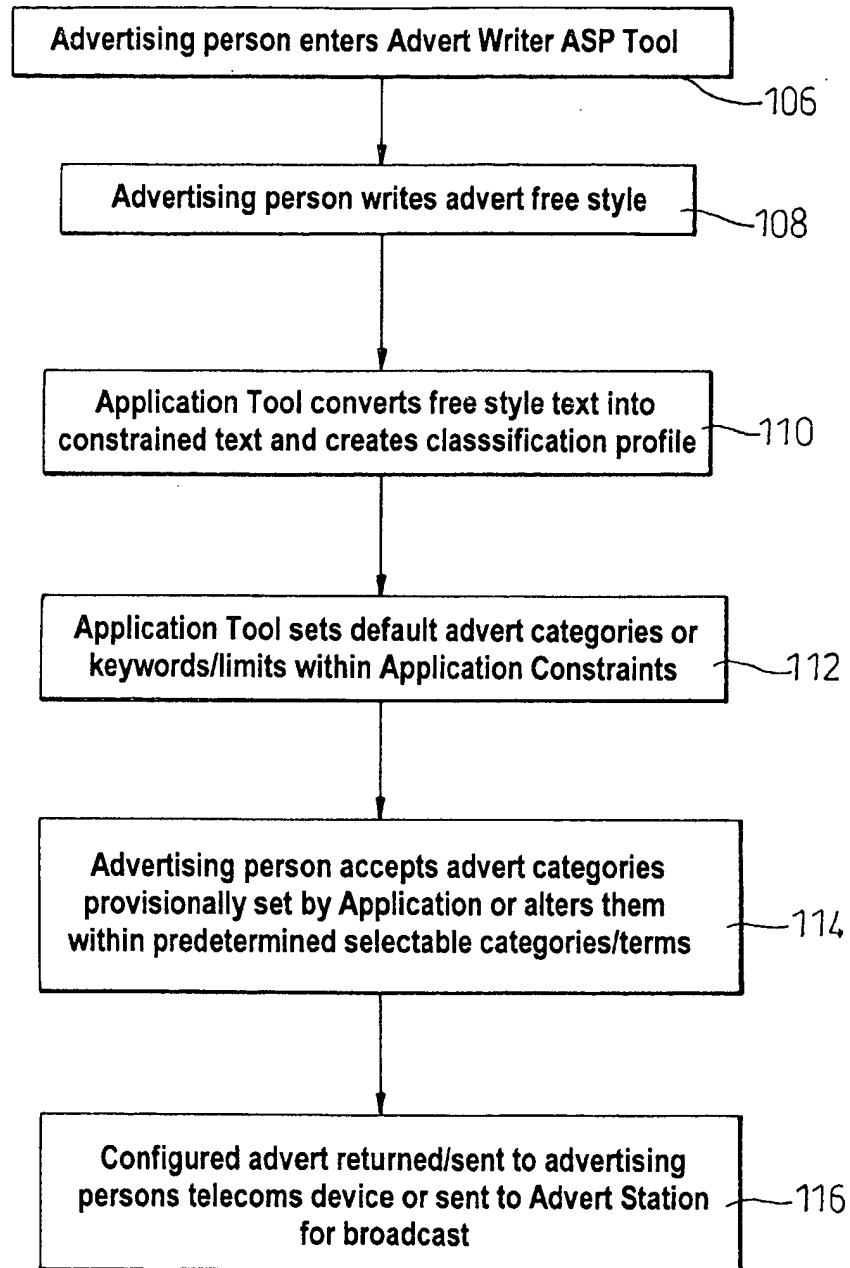 Advertising person enters Advert Writer ASP Tool
106
Advertising person writes advert free style
108
Application Tool converts free style text into
constrained text and creates classsification profile
110
Application Tool sets default advert categories or
keywords/limits within Application Constraints
112
Advertising person accepts advert categories
provisionally set by Application or alters them
within predetermined selectable categories/terms
114
Configured advert returned/sent to advertising
persons telecoms device or sent to Advert Station
for broadcast
116